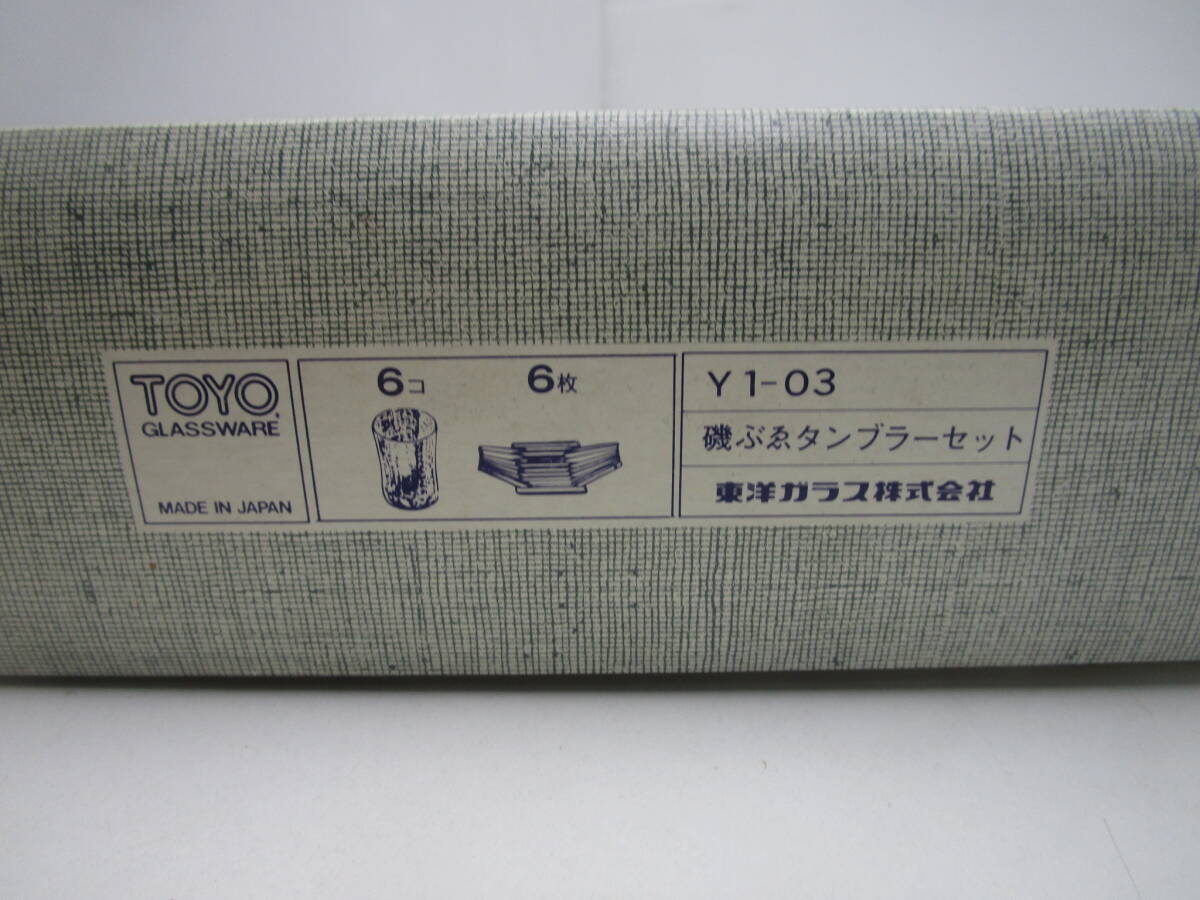 TOYO
GLASSWARE
MADE IN JAPAN
6コ 6枚
Y1-03
磯ぶゑタンブラーセット
東洋ガラス株式会社